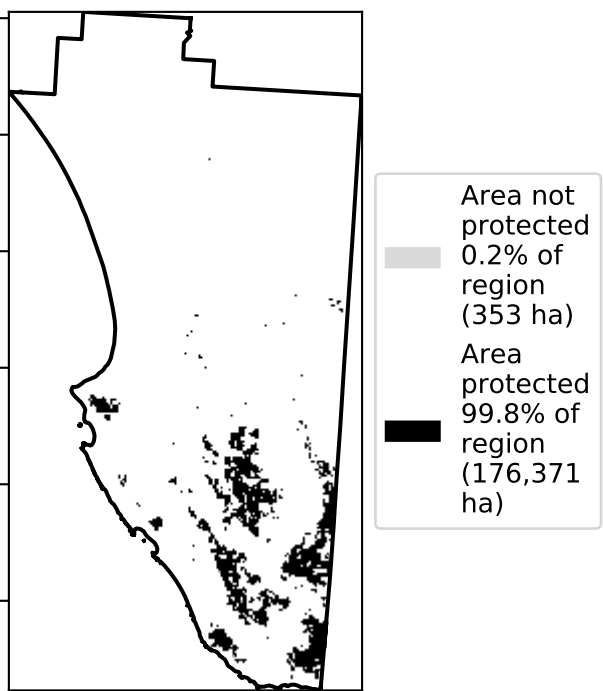 Area not
protected
0.2% of
region
(353 ha)
Area
protected
99.8% of
region
(176,371
ha)